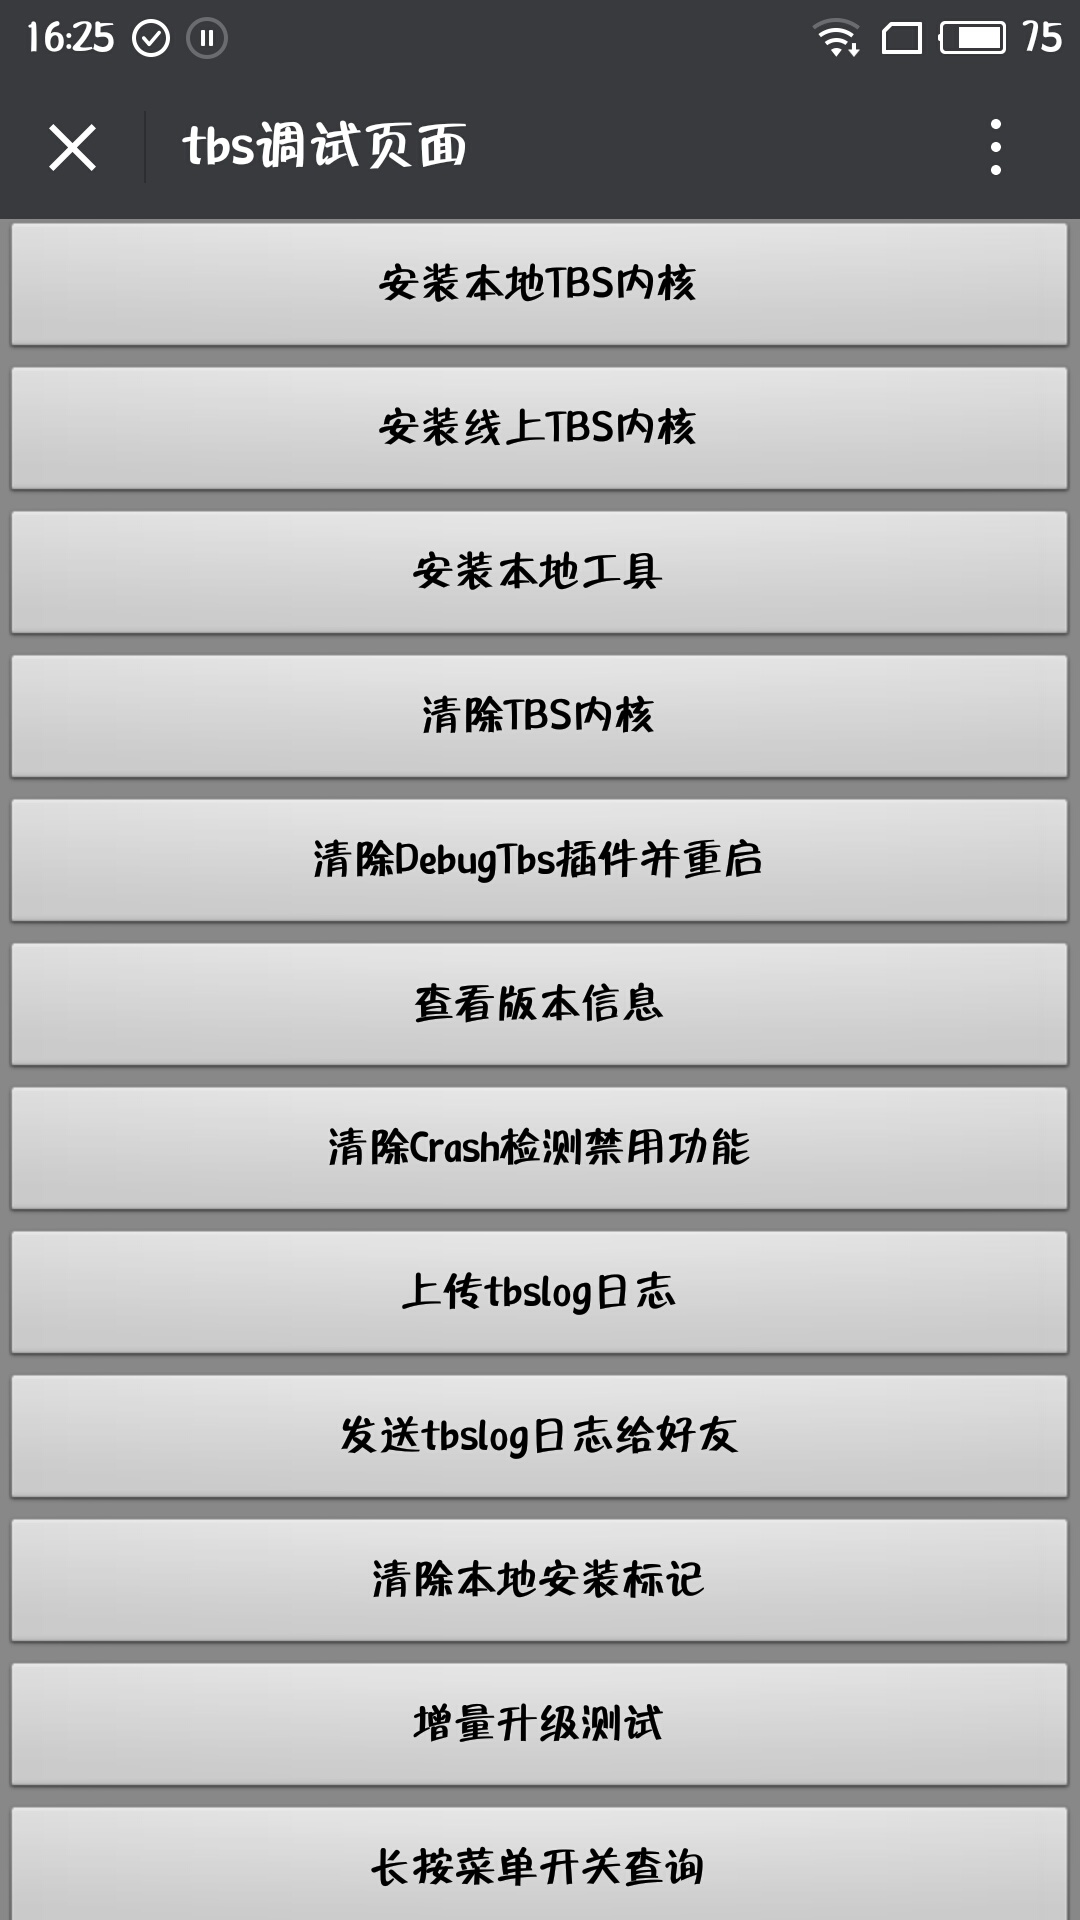 16:25
75
tbs调试页面
安装本地TBS内核
安装线上TBS内核
安装本地工具
清除TBS内核
清除DebugTbs插件并重启
查看版本信息
清除Crash检测禁用功能
上传tbslog日志
发送tbslog日志给好友
清除本地安装标记
增量升级测试
长按菜单开关查询